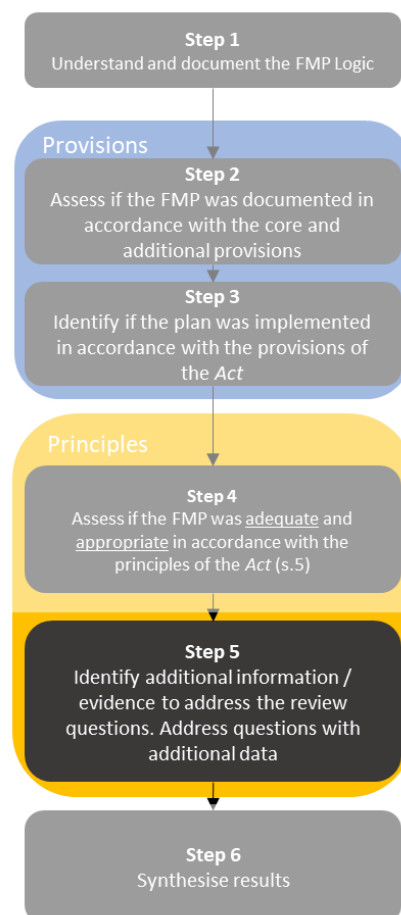 Step 1
Understand and document the FMP Logic
Provisions
Step 2
Assess if the FMP was documented in
accordance with the core and
additional provisions
Step 3
Identify if the plan was implemented
in accordance with the provisions of
the Act
Principles
Step 4
Assess if the FMP was adequate and
appropriate in accordance with the
principles of the Act (s.5)
Step 5
Identify additional information /
evidence to address the review
questions. Address questions with
additional data
Step 6
Synthesise results